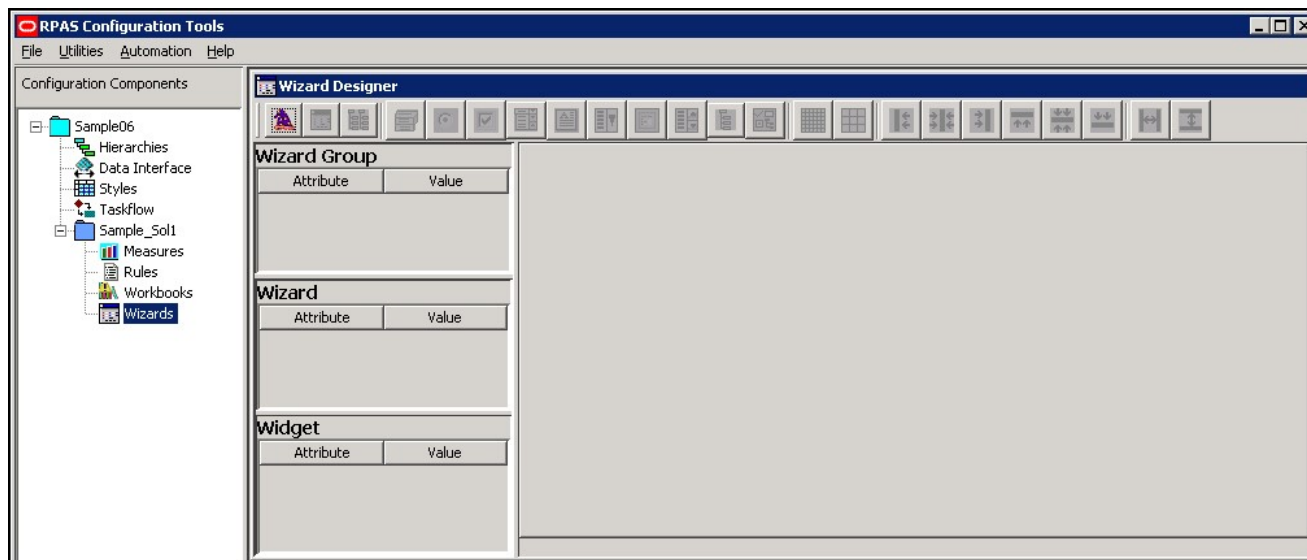 RPAS Configuration Tools
File Utilities Automation Help
Configuration Components
Sample06
Hierarchies
Data Interface
Styles
Taskflow
Sample_Sol1
Measures
Rules
Workbooks
Wizards
Wizard Designer
Wizard Group
Attribute Value
Wizard
Attribute Value
Widget
Attribute Value